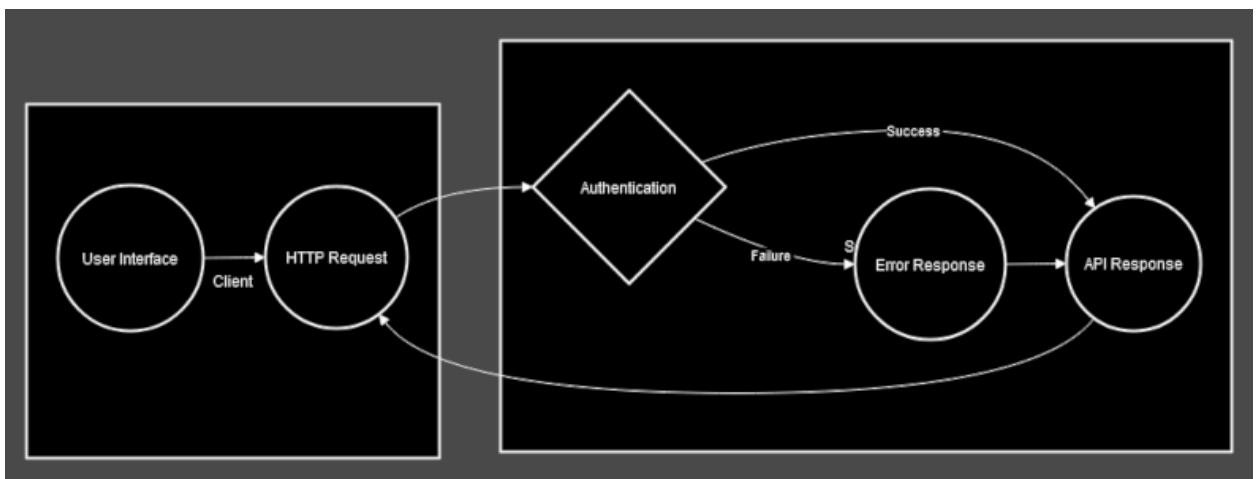 User Interface
Client
HTTP Request
Authentication
Success
Failure
S
Error Response
API Response